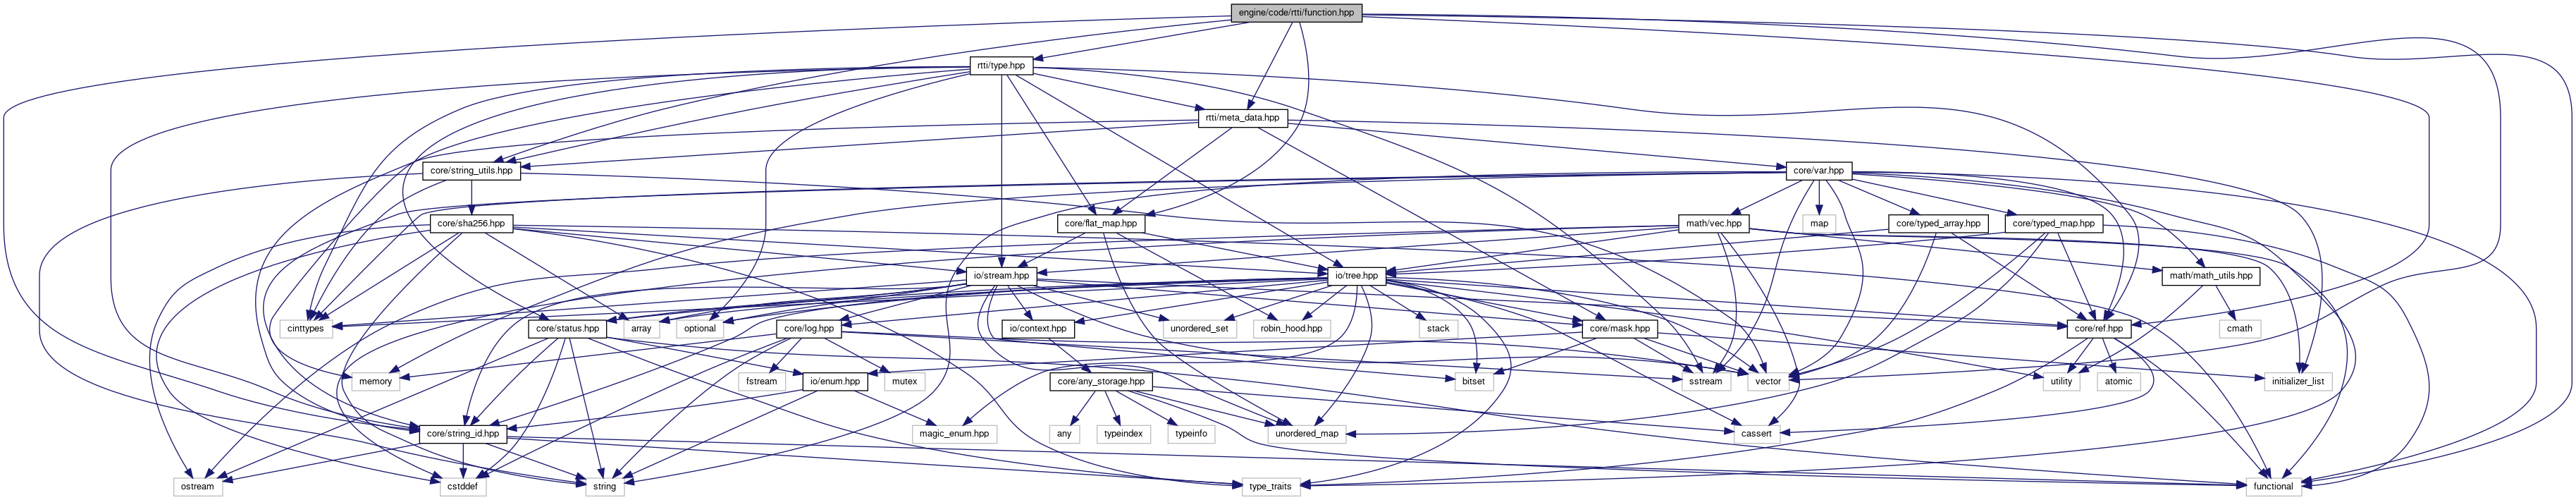 engine/code/rtti/function.hpp
rtti/type.hpp
rtti/meta_data.hpp
core/string_utils.hpp
core/var.hpp
core/sha256.hpp
core/flat_map.hpp
math/vec.hpp
map
core/typed_array.hpp
core/typed_map.hpp
io/stream.hpp
io/tree.hpp
math/math_utils.hpp
cinttypes
core/status.hpp
array
optional
core/log.hpp
io/context.hpp
unordered_set
robin_hood.hpp
stack
core/mask.hpp
core/ref.hpp
cmath
memory
fstream
io/enum.hpp
mutex
core/any_storage.hpp
bitset
sstream
vector
utility
atomic
initializer_list
core/string_id.hpp
magic_enum.hpp
any
typeindex
typeinfo
unordered_map
cassert
ostream
cstddef
string
type_traits
functional